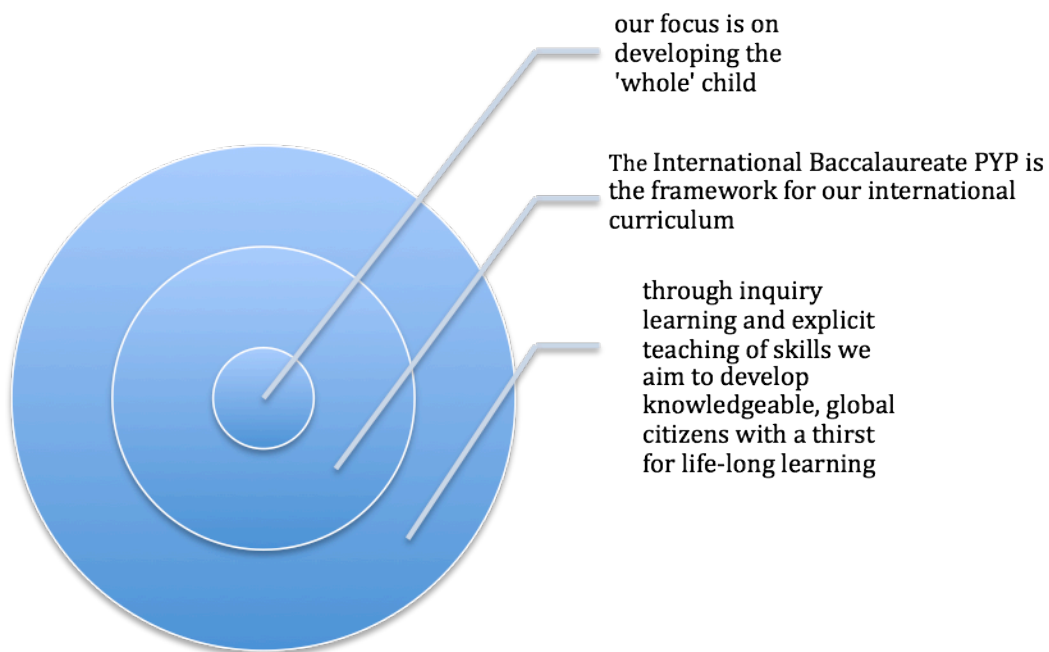 our focus is on
developing the
'whole' child
The International Baccalaureate PYP is
the framework for our international
curriculum
through inquiry
learning and explicit
teaching of skills we
aim to develop
knowledgeable, global
citizens with a thirst
for life-long learning